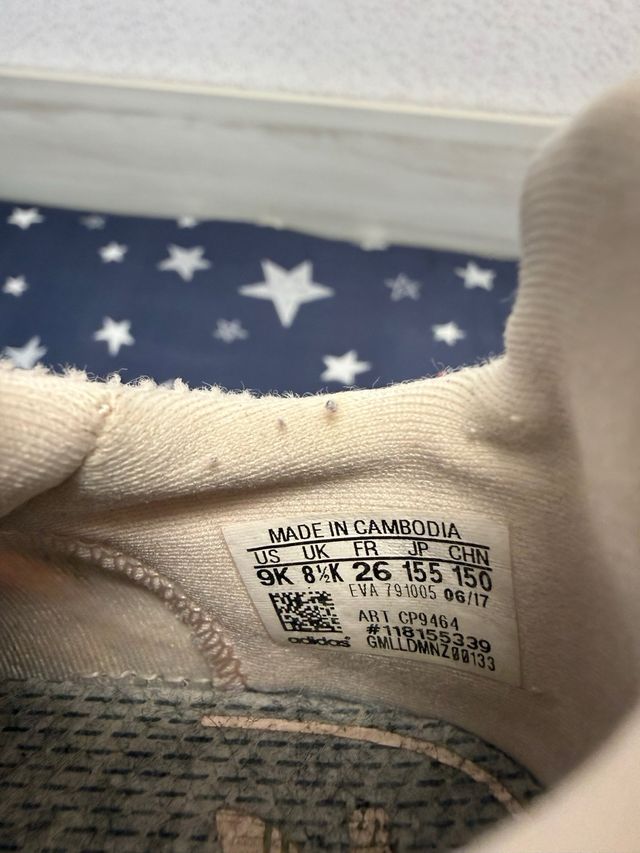 MADE IN CAMBODIA
US UK FR JP CHN
9K 8½K 26 155 150
EVA 791005 06/17
ART CP9464
#118155339
adidas GMLLDMNZ00133